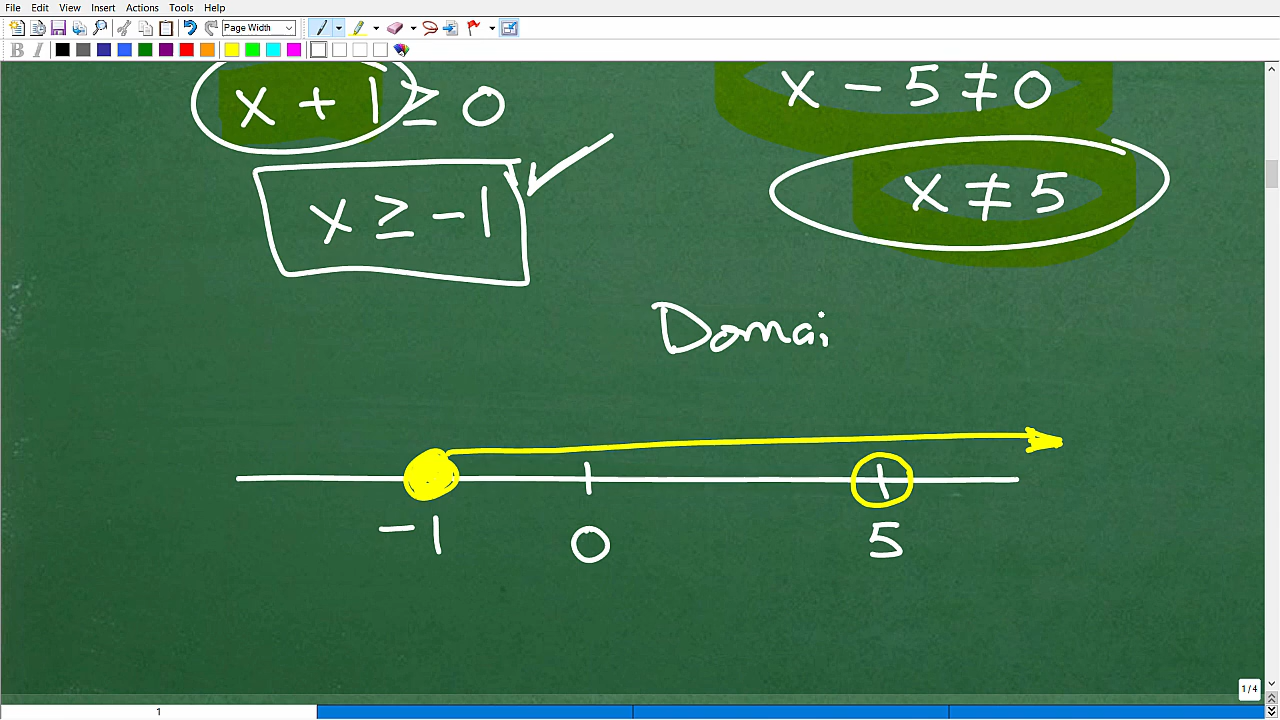 File Edit View Insert Actions Tools Help
Page Width
B I
x + 1 ≥ 0
x - 5 ≠ 0
x ≥ -1
x ≠ 5
Domai
-1 0 5
1/4
1